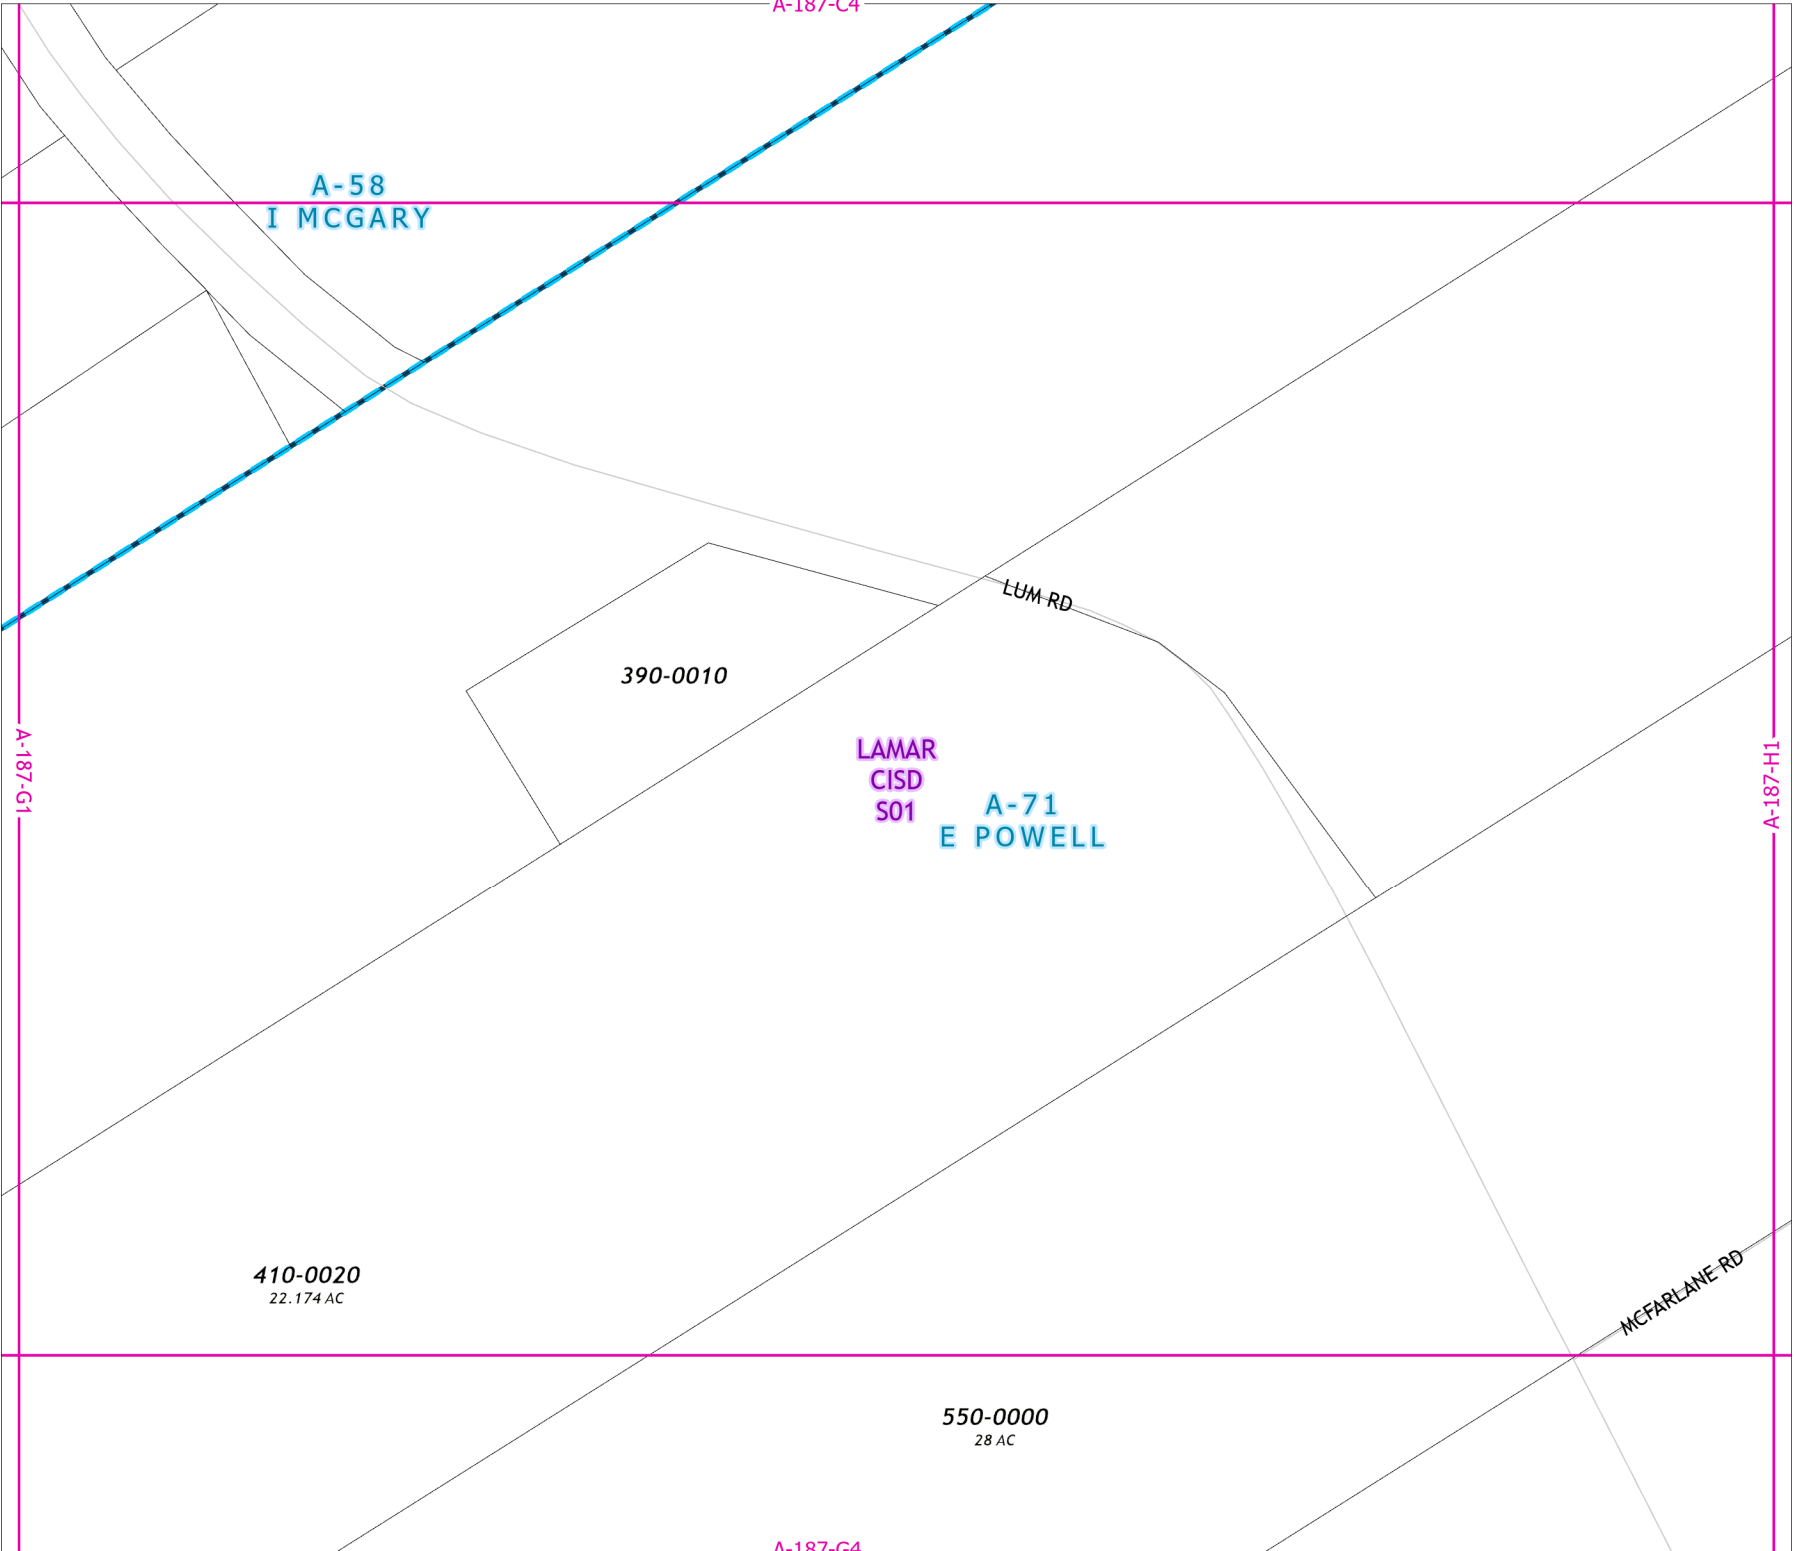 A-187-C4
A-58
I MCGARY
LUM RD
390-0010
A-187-G1
LAMAR
CISD
S01
A-71
E POWELL
A-187-H1
410-0020
22.174 AC
MCFARLANE RD
550-0000
28 AC
A-187-G4